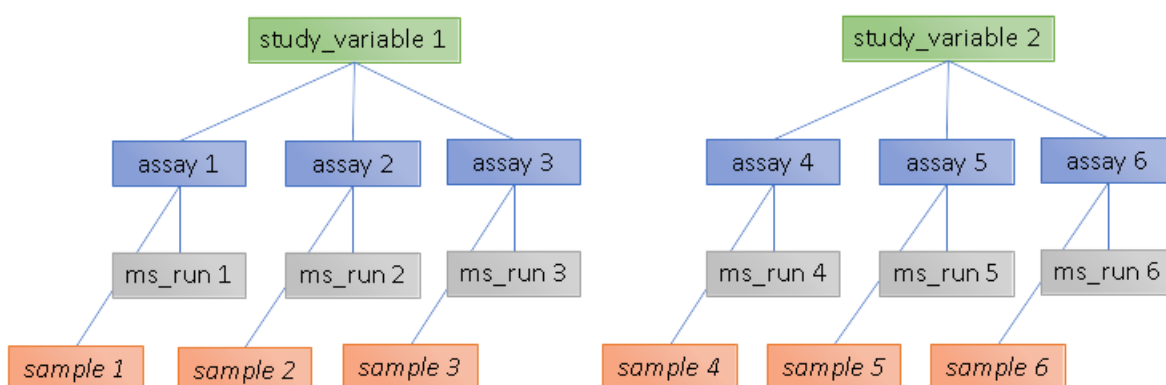 study_variable 1
study_variable 2
assay 1
assay 2
assay 3
assay 4
assay 5
assay 6
ms_run 1
ms_run 2
ms_run 3
ms_run 4
ms_run 5
ms_run 6
sample 1
sample 2
sample 3
sample 4
sample 5
sample 6